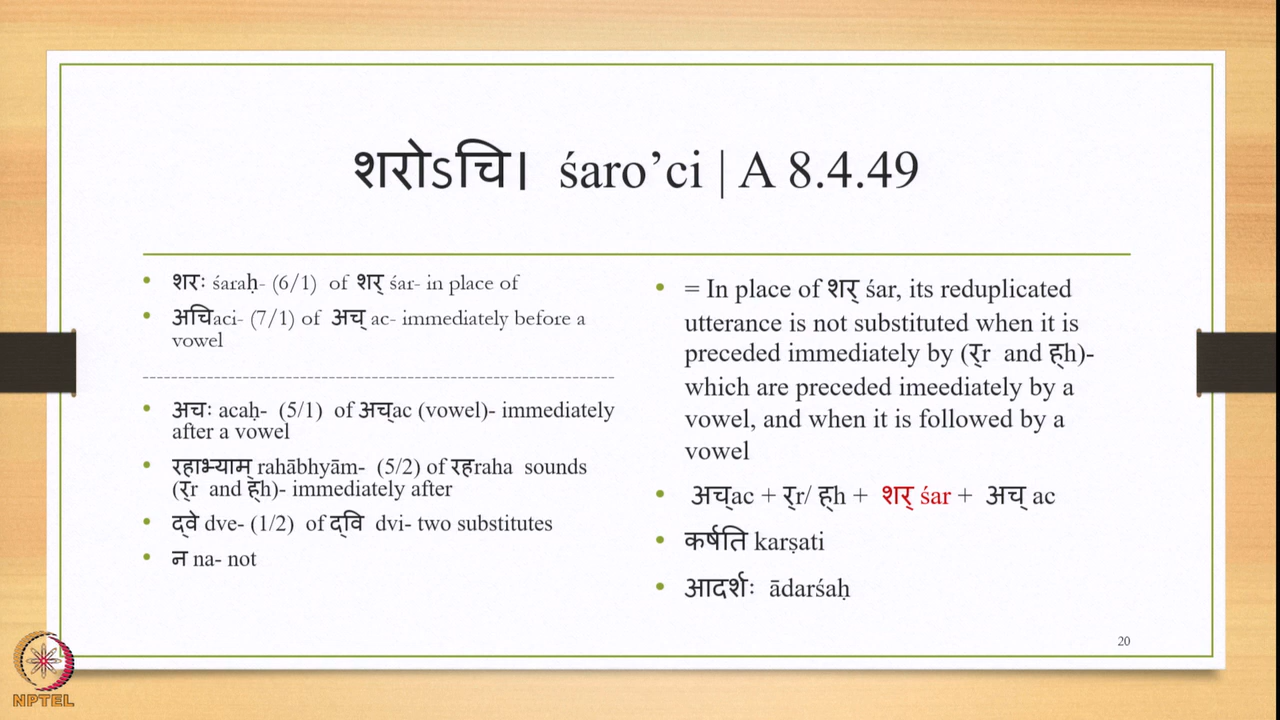 शरोऽचि। śaro’ci | A 8.4.49
• शरः śaraḥ- (6/1) of शर् śar- in place of
• अचिaci- (7/1) of अच् ac- immediately before a
vowel
--------------------------------------------------------------------
• अचः acaḥ- (5/1) of अच्ac (vowel)- immediately
after a vowel
• रहाभ्याम् rahābhyām- (5/2) of रहraha sounds
(र्r and ह्h)- immediately after
• द्वे dve- (1/2) of द्वि dvi- two substitutes
• न na- not
• = In place of शर् śar, its reduplicated
utterance is not substituted when it is
preceded immediately by (र्r and ह्h)-
which are preceded imeediately by a
vowel, and when it is followed by a
vowel
• अच्ac + र्r/ ह्h + शर् śar + अच् ac
• कर्षति karṣati
• आदर्शः ādarśaḥ
20
NPTEL